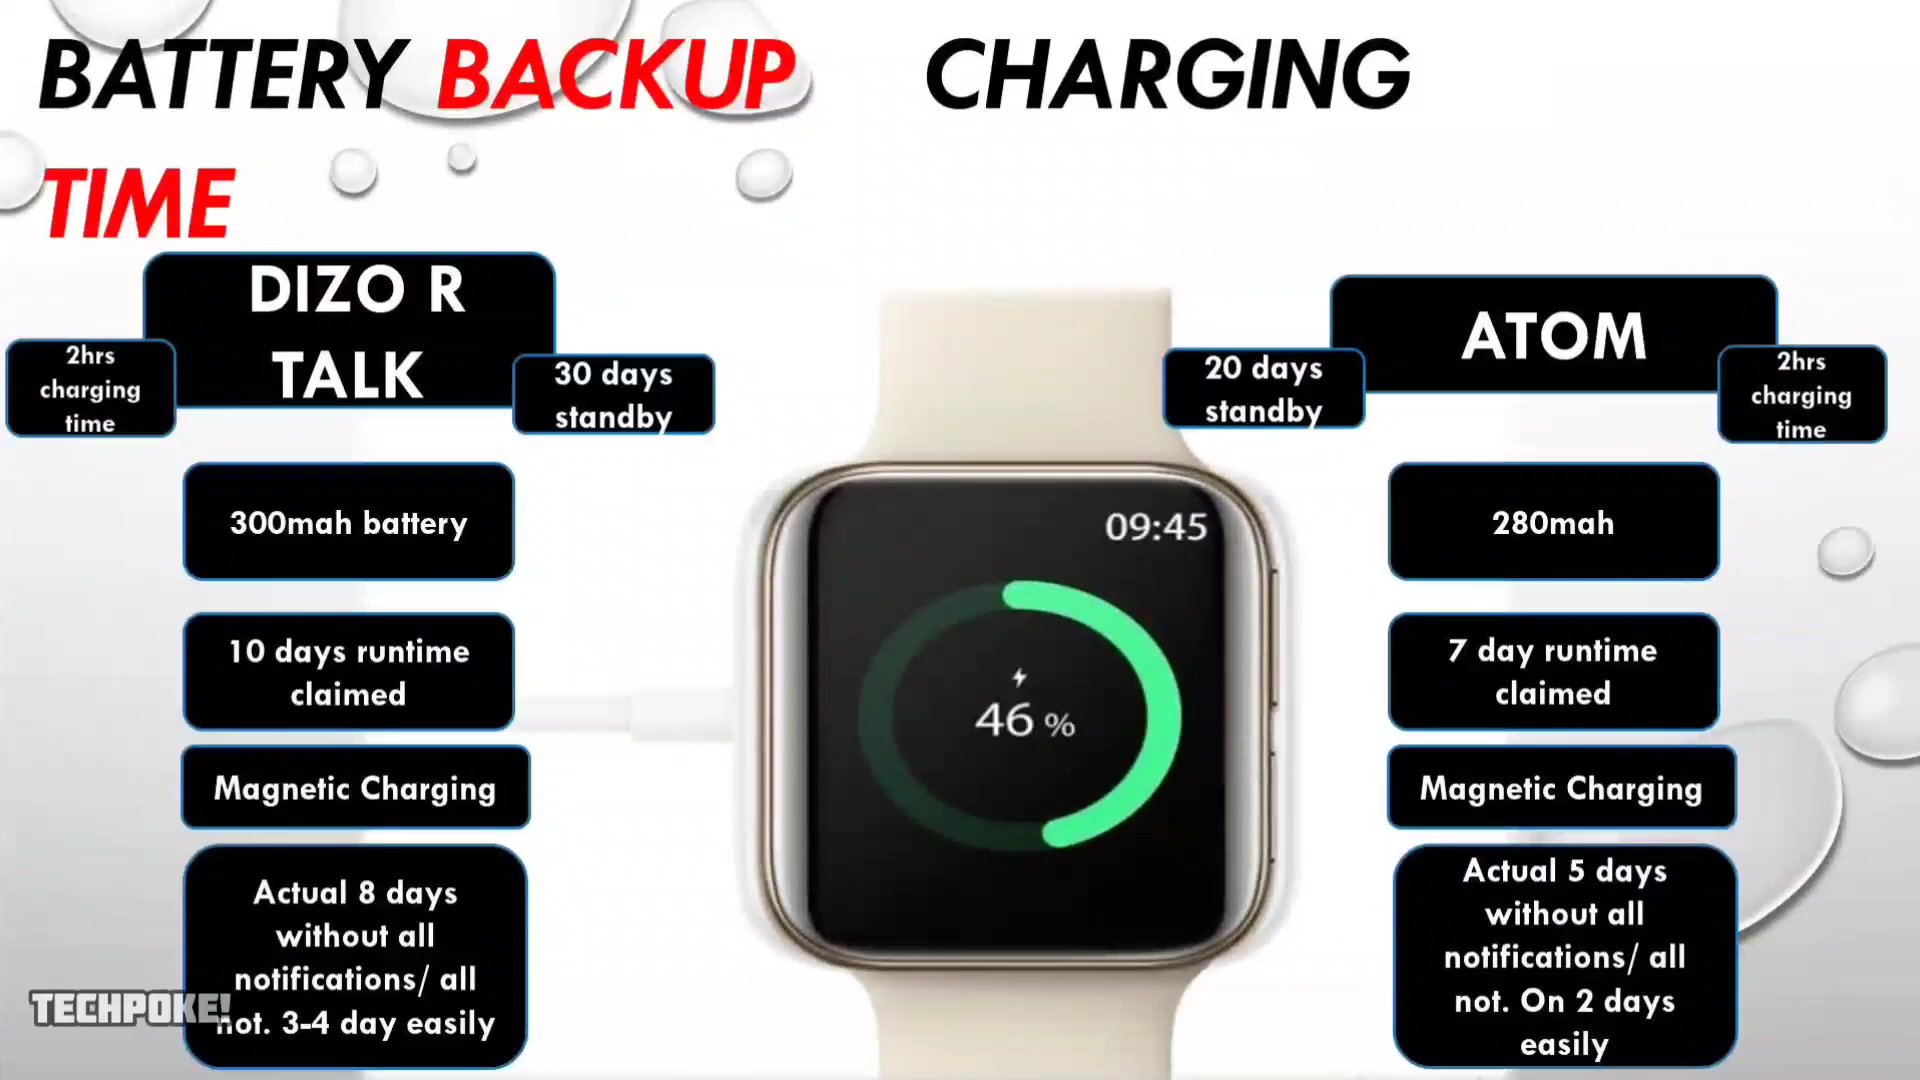 BATTERY BACKUP CHARGING
TIME
DIZO R
TALK
2hrs
charging
time
30 days
standby
300mah battery
10 days runtime
claimed
Magnetic Charging
Actual 8 days
without all
notifications/ all
not. 3-4 day easily
TECHPOKE!
09:45
46 %
ATOM
20 days
standby
2hrs
charging
time
280mah
7 day runtime
claimed
Magnetic Charging
Actual 5 days
without all
notifications/ all
not. On 2 days
easily